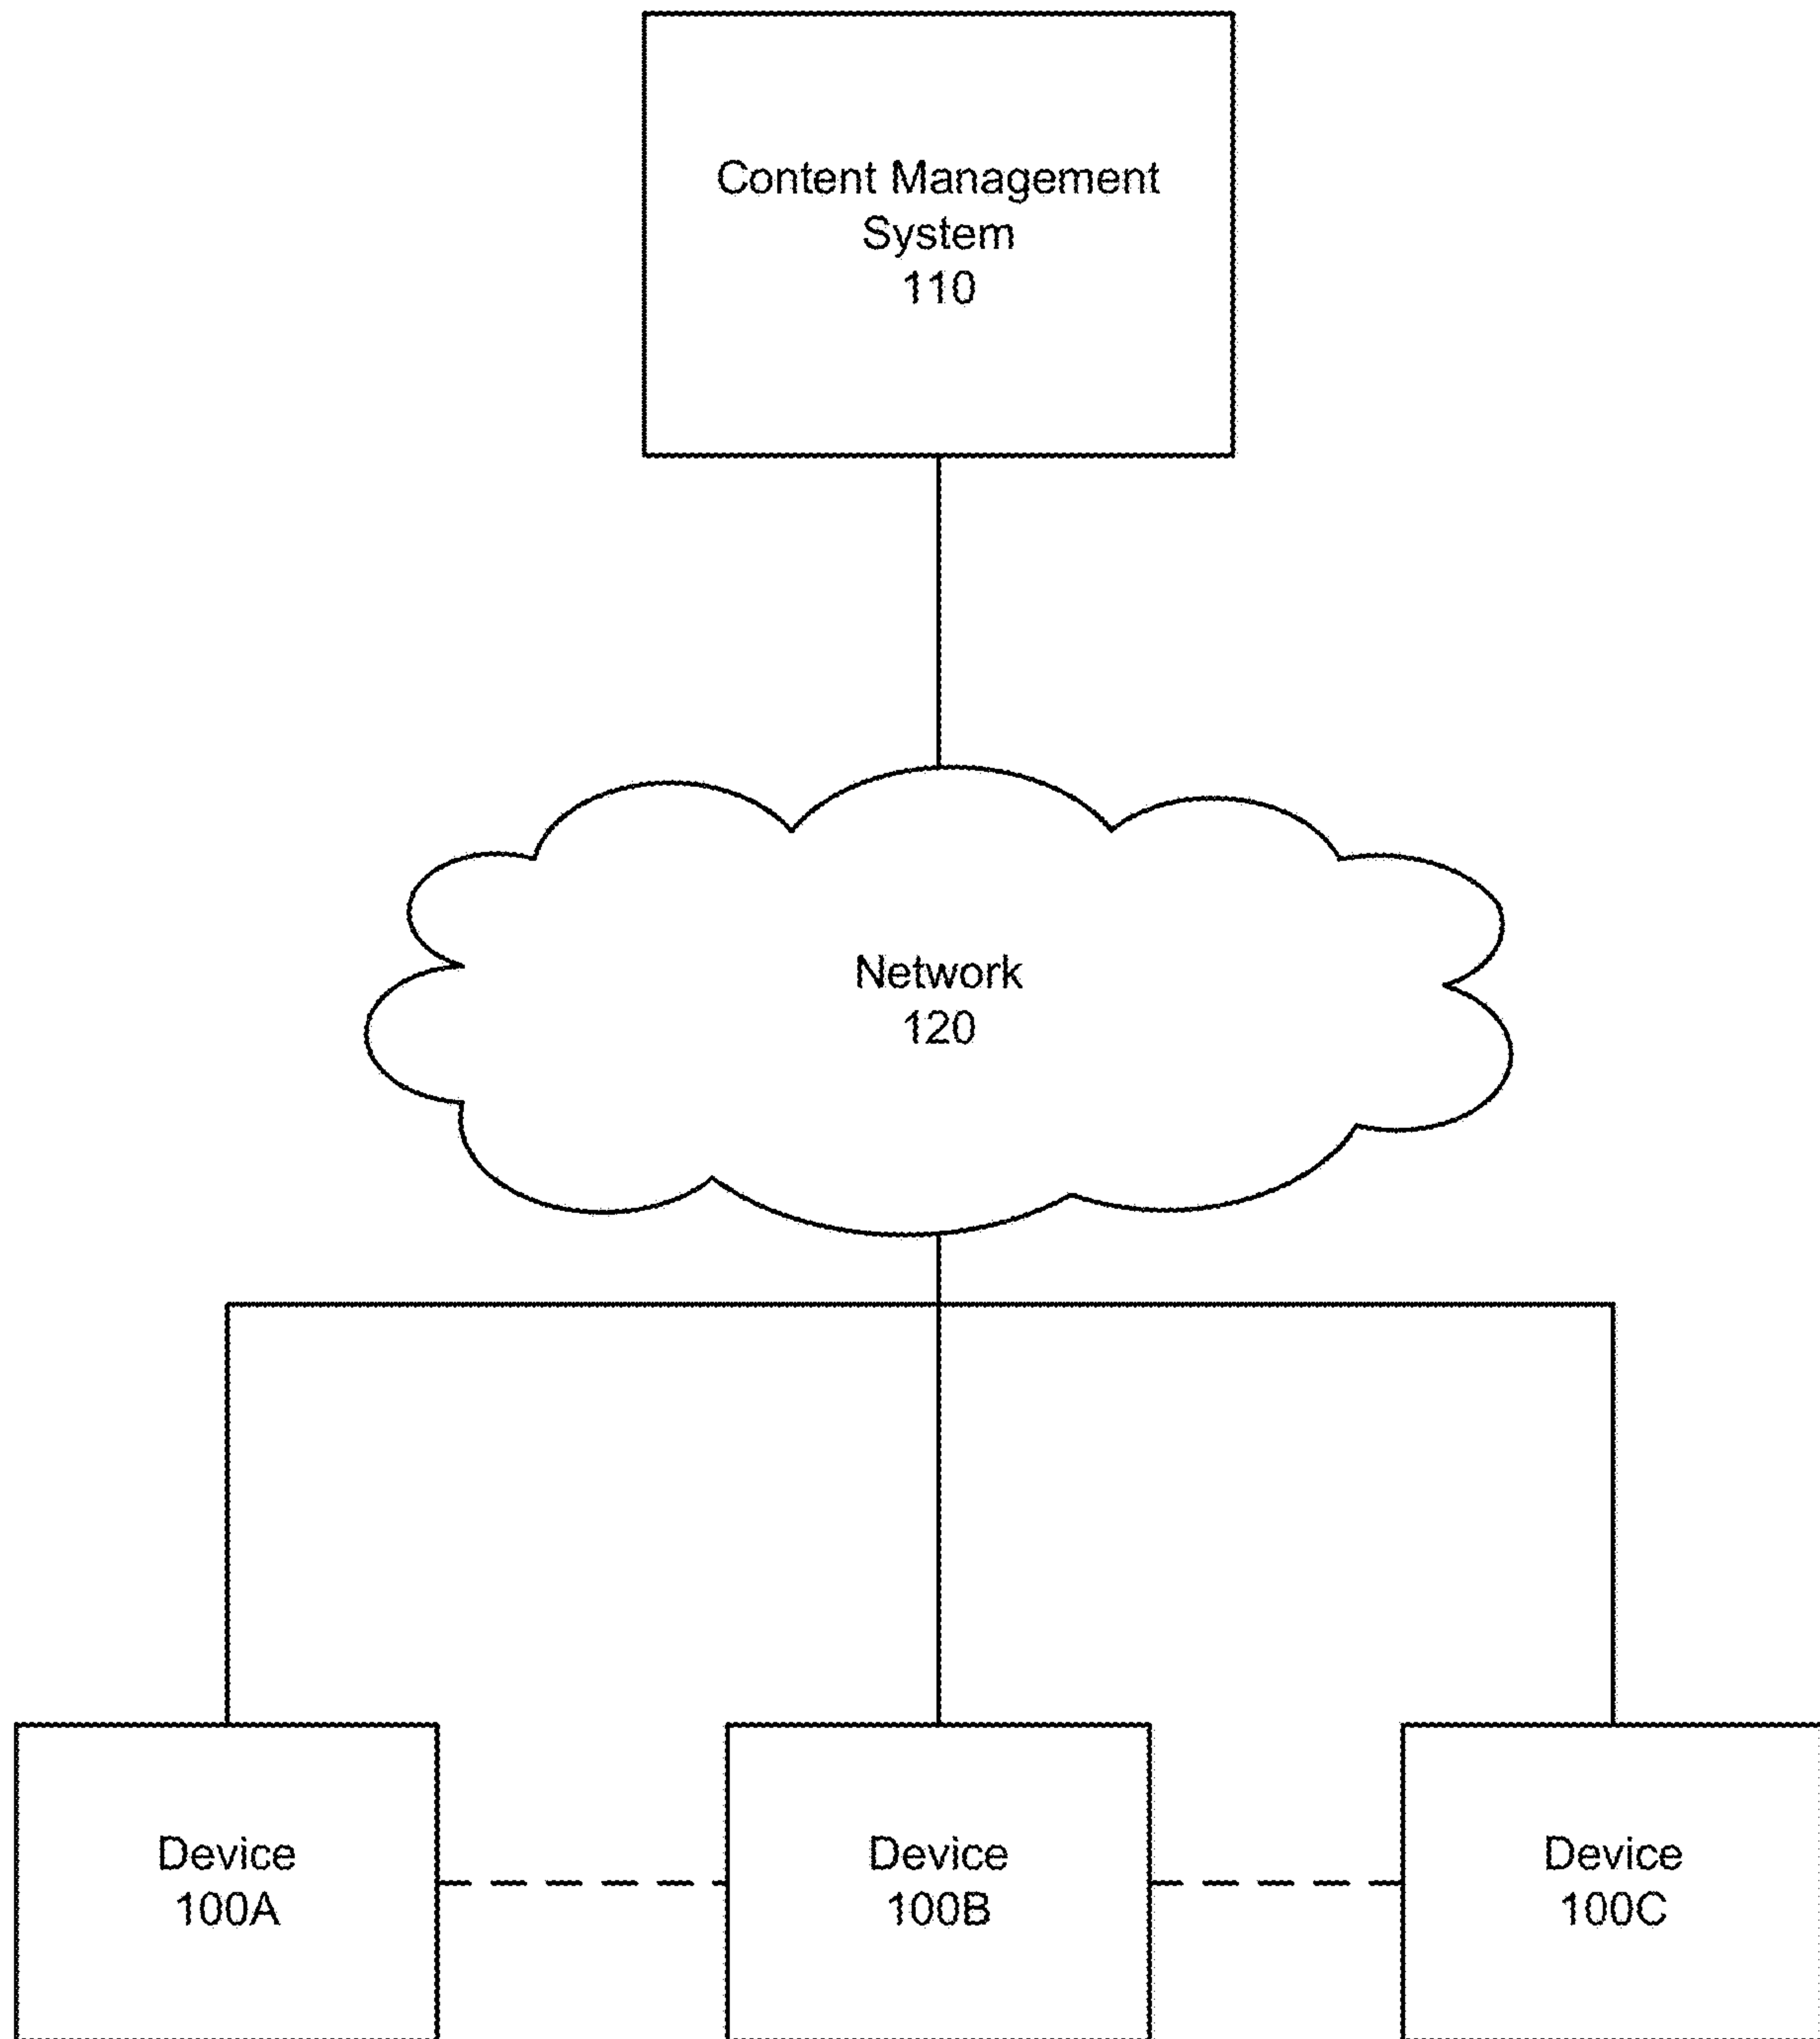 Content Management
System
110
Network
120
Device
100A
Device
100B
Device
100C